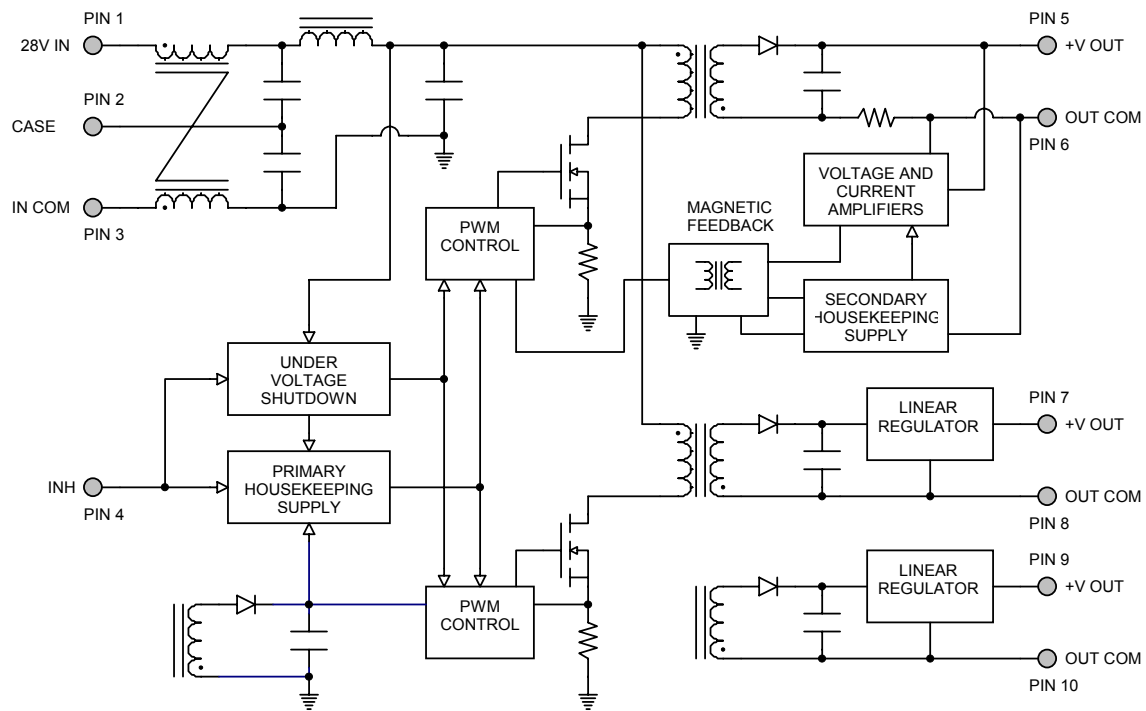 PIN 1
28V IN
PIN 2
CASE
IN COM
PIN 3
PIN 5
+V OUT
OUT COM
PIN 6
VOLTAGE AND
CURRENT
AMPLIFIERS
MAGNETIC
FEEDBACK
PWM
CONTROL
SECONDARY
HOUSEKEEPING
SUPPLY
UNDER
VOLTAGE
SHUTDOWN
PIN 7
+V OUT
LINEAR
REGULATOR
PRIMARY
HOUSEKEEPING
SUPPLY
INH
PIN 4
OUT COM
PIN 8
PIN 9
+V OUT
LINEAR
REGULATOR
PWM
CONTROL
OUT COM
PIN 10